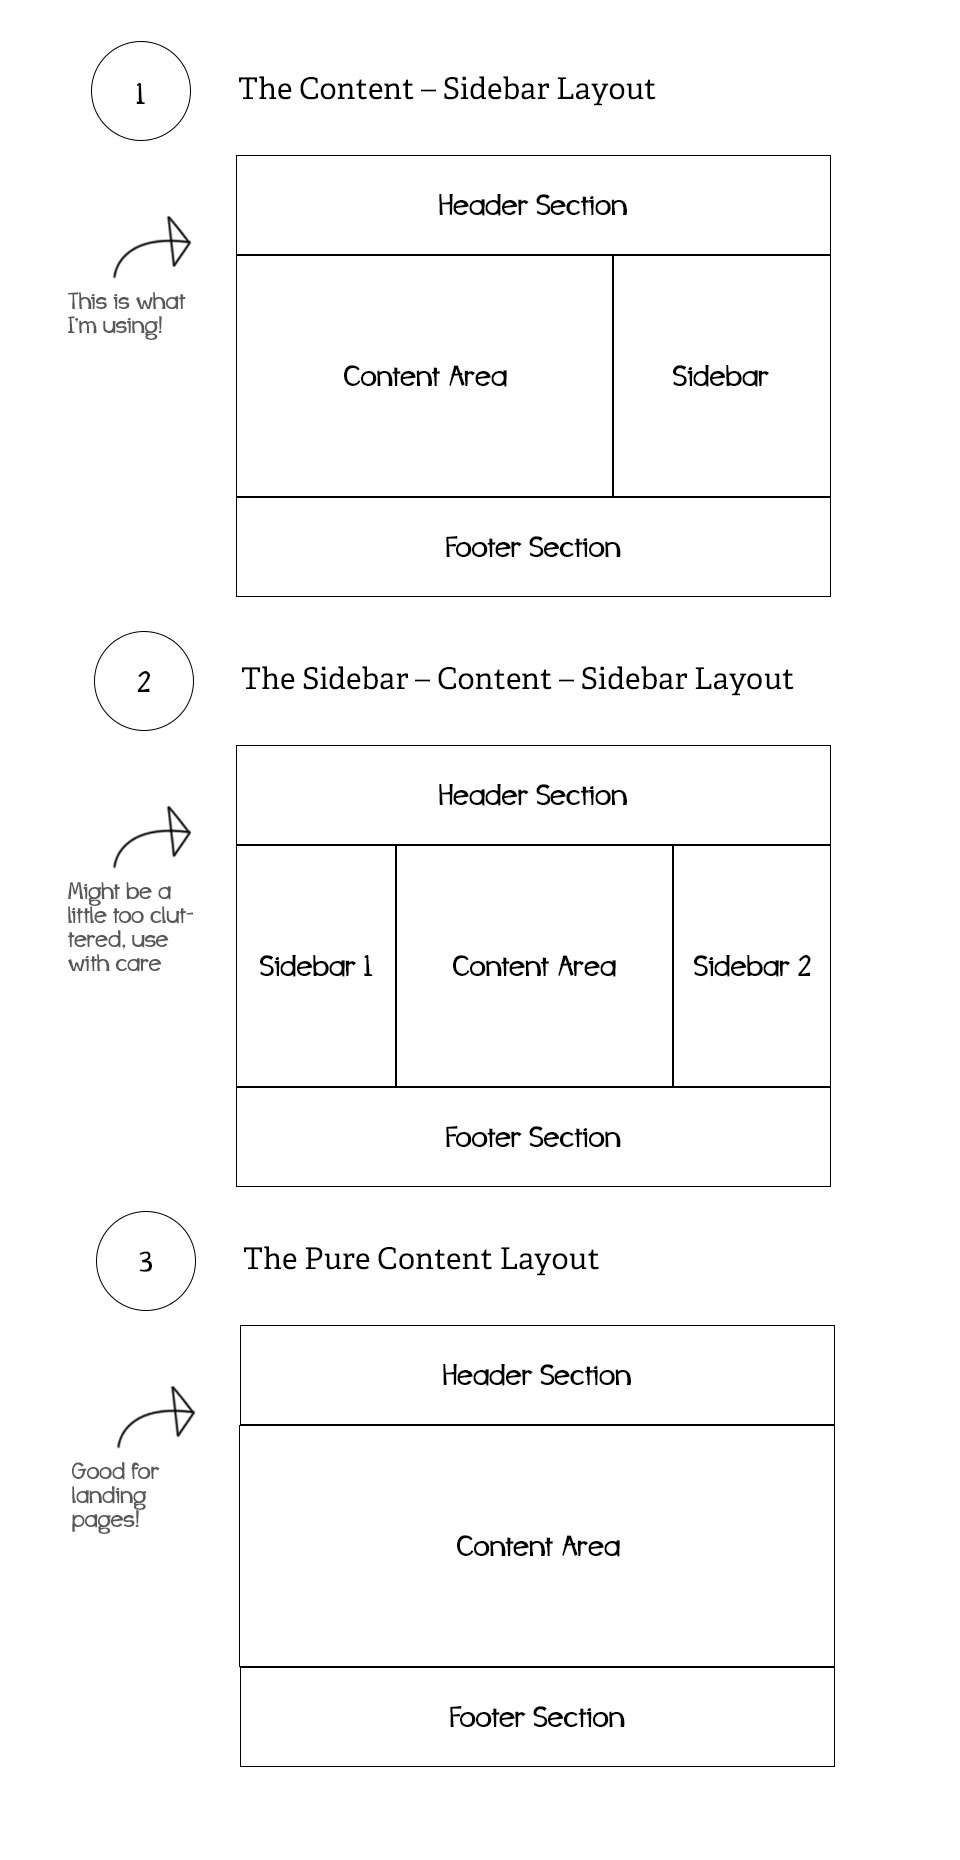 1
The Content – Sidebar Layout
Header Section
This is what
I'm using!
Content Area
Sidebar
Footer Section
2
The Sidebar – Content – Sidebar Layout
Header Section
Might be a
little too clut-
tered, use
with care
Sidebar 1
Content Area
Sidebar 2
Footer Section
3
The Pure Content Layout
Header Section
Good for
landing
pages!
Content Area
Footer Section